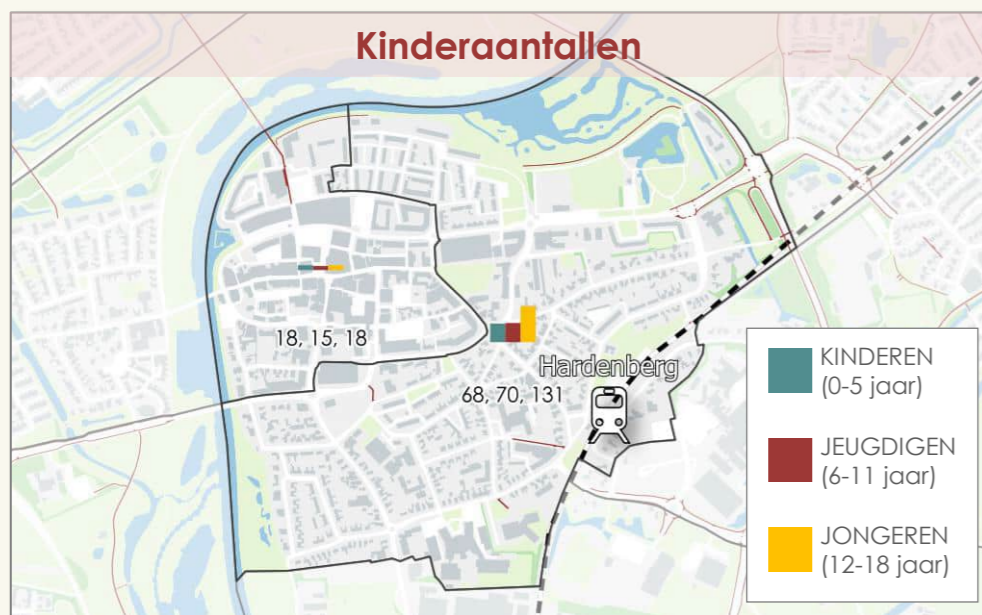 Kinderaantallen
18, 15, 18
Hardenberg
68, 70, 131
KINDEREN
(0-5 jaar)
JEUGDIGEN
(6-11 jaar)
JONGEREN
(12-18 jaar)